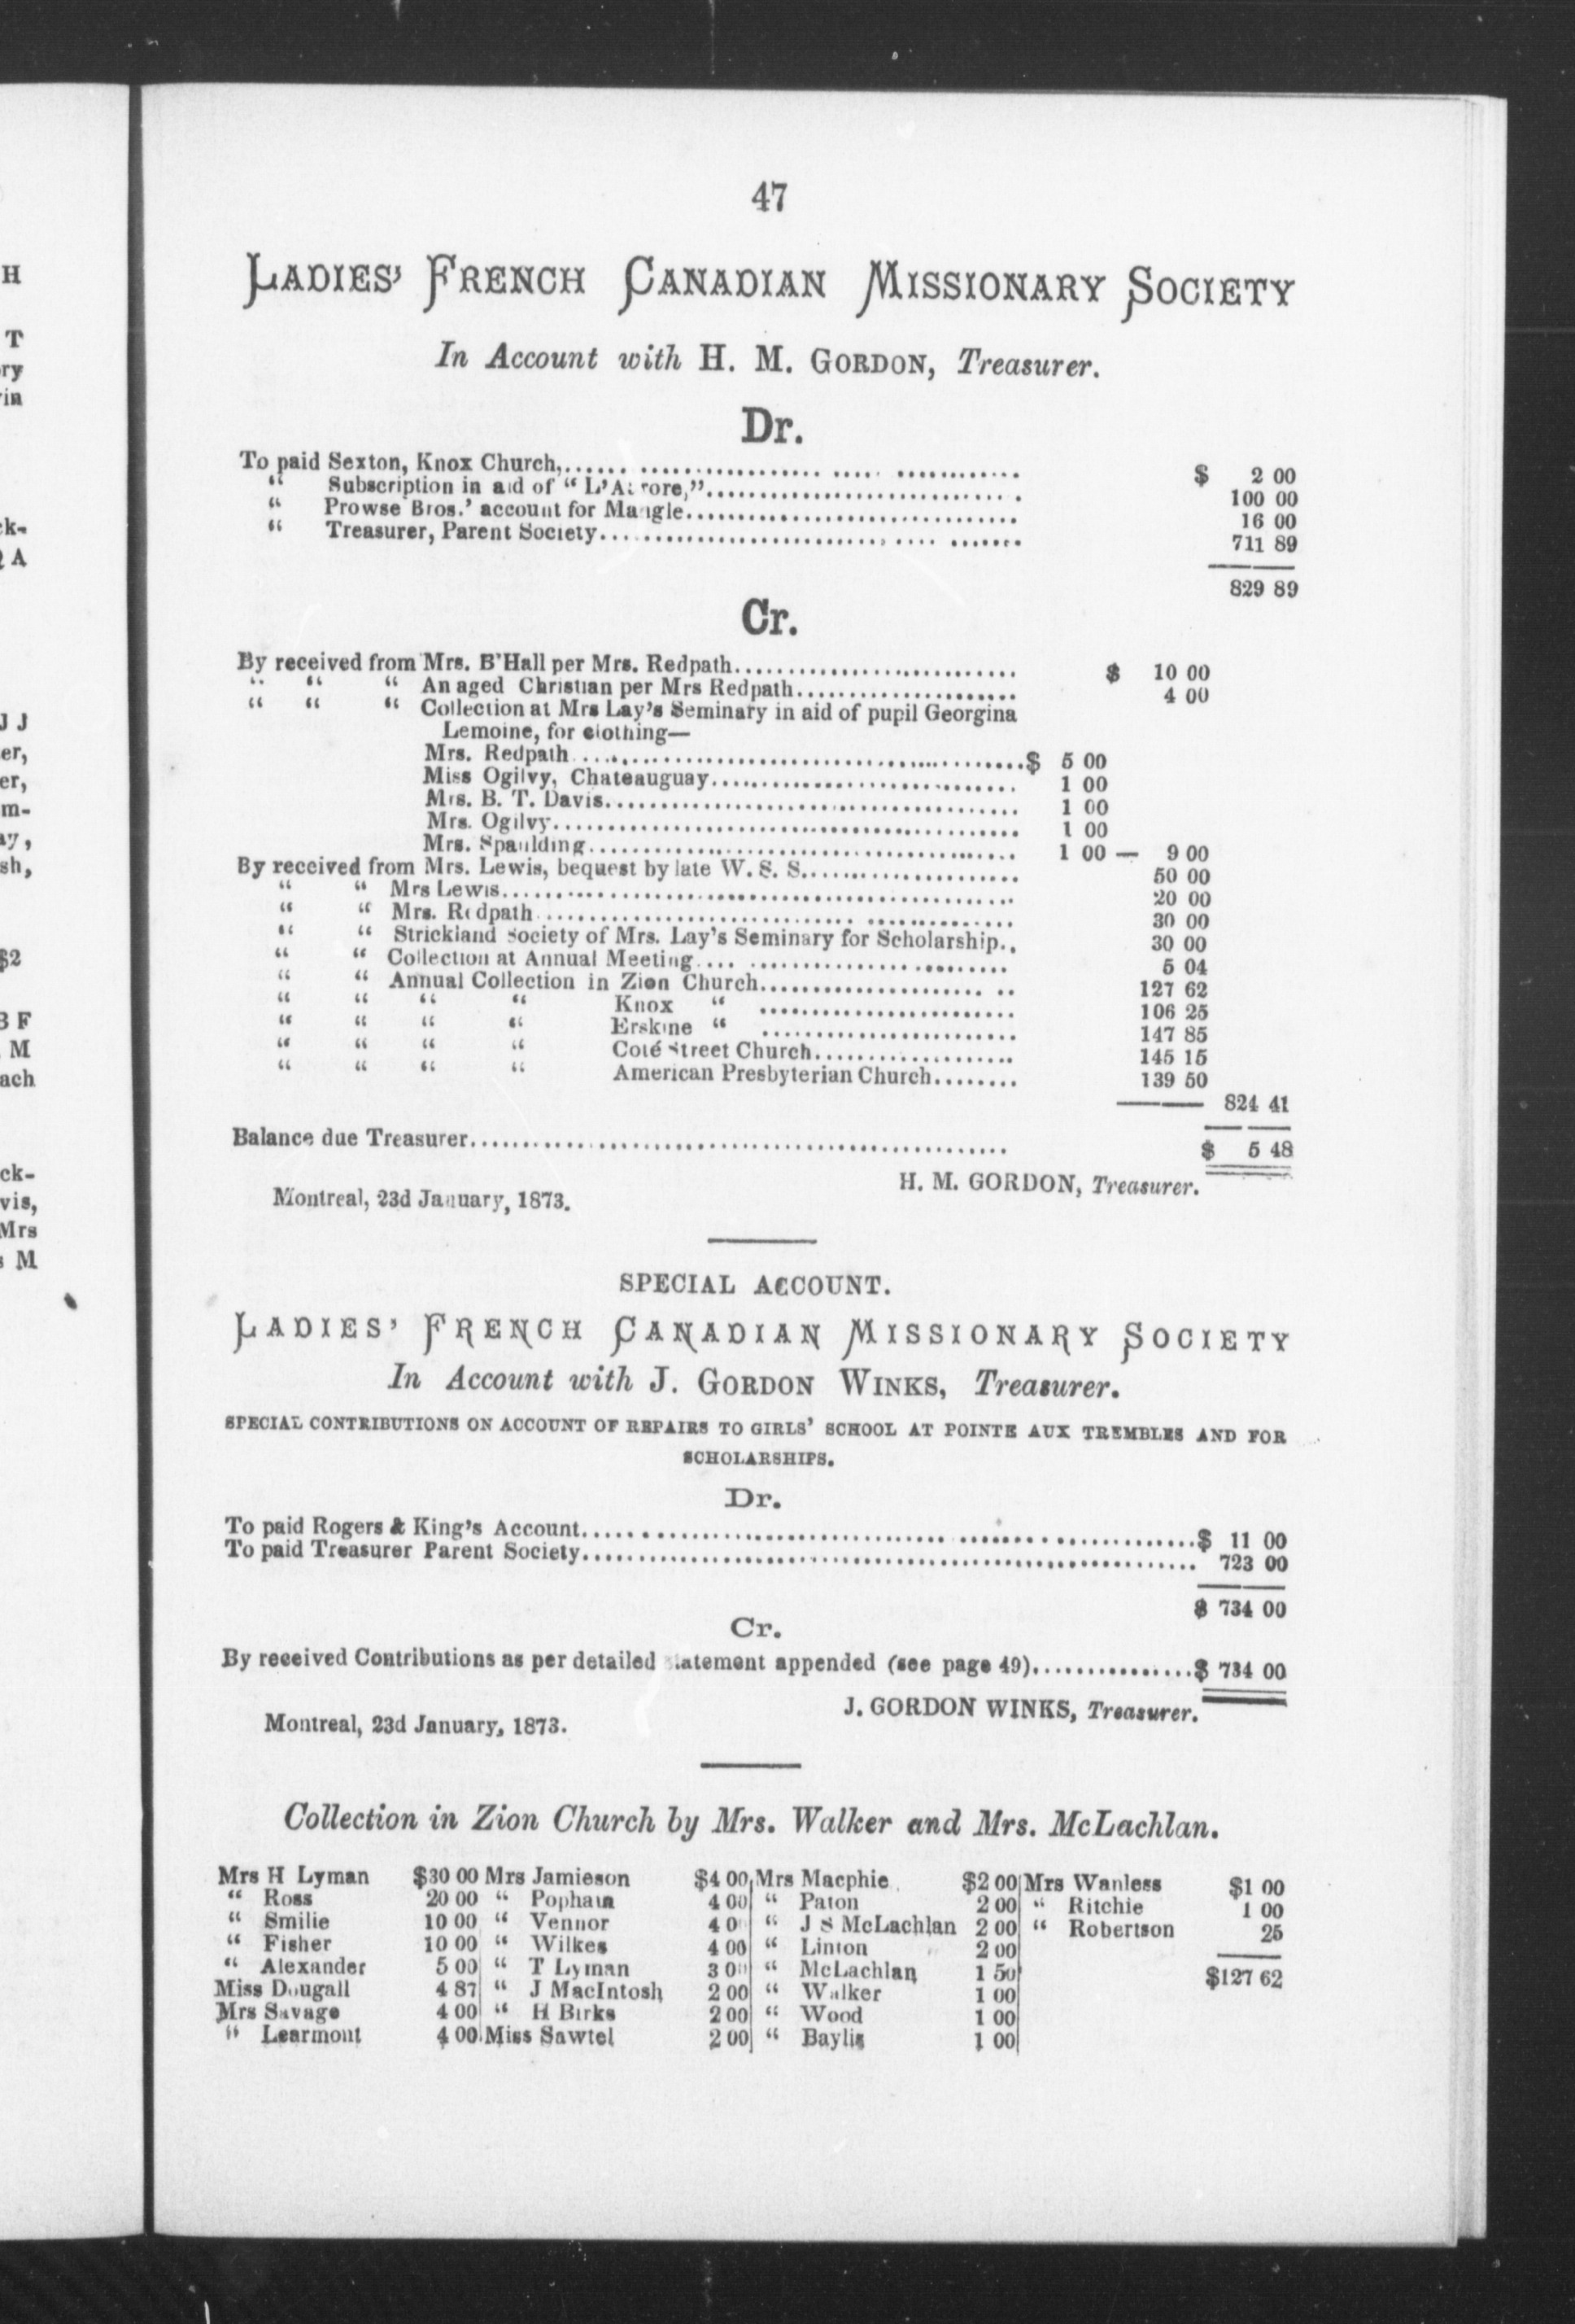 47
LADIES' FRENCH CANADIAN MISSIONARY SOCIETY
In Account with H. M. GORDON, Treasurer.
Dr.
To paid Sexton, Knox Church,........................................ $ 2 00
“ Subscription in aid of “ L'Aurore,”........................................ 100 00
“ Prowse Bros.' account for Mangle........................................ 16 00
“ Treasurer, Parent Society........................................ 711 89
829 89
Cr.
By received from Mrs. B'Hall per Mrs. Redpath........................................ $ 10 00
“ “ “ An aged Christian per Mrs Redpath........................................ 4 00
“ “ “ Collection at Mrs Lay's Seminary in aid of pupil Georgina
Lemoine, for clothing—
Mrs. Redpath........................................$ 5 00
Miss Ogilvy, Chateauguay........................................ 1 00
Mrs. B. T. Davis........................................ 1 00
Mrs. Ogilvy........................................ 1 00
Mrs. Spaulding........................................ 1 00 — 9 00
By received from Mrs. Lewis, bequest by late W. S. S........................................ 50 00
“ “ Mrs Lewis........................................ 20 00
“ “ Mrs. Redpath........................................ 30 00
“ “ Strickland Society of Mrs. Lay's Seminary for Scholarship.. 30 00
“ “ Collection at Annual Meeting........................................ 5 04
“ “ Annual Collection in Zion Church........................................ 127 62
“ “ “ “ Knox “ ........................................ 106 25
“ “ “ “ Erskine “ ........................................ 147 85
“ “ “ “ Coté Street Church........................................ 145 15
“ “ “ “ American Presbyterian Church........ 139 50
824 41
Balance due Treasurer........................................ $ 5 48
H. M. GORDON, Treasurer.
Montreal, 23d January, 1873.
SPECIAL ACCOUNT.
LADIES' FRENCH CANADIAN MISSIONARY SOCIETY
In Account with J. GORDON WINKS, Treasurer.
SPECIAL CONTRIBUTIONS ON ACCOUNT OF REPAIRS TO GIRLS' SCHOOL AT POINTE AUX TREMBLES AND FOR
SCHOLARSHIPS.
Dr.
To paid Rogers & King's Account........................................$ 11 00
To paid Treasurer Parent Society........................................ 723 00
$ 734 00
Cr.
By received Contributions as per detailed statement appended (see page 49)................$ 734 00
J. GORDON WINKS, Treasurer.
Montreal, 23d January, 1873.
Collection in Zion Church by Mrs. Walker and Mrs. McLachlan.
Mrs H Lyman $30 00 Mrs Jamieson $4 00 Mrs Macphie $2 00 Mrs Wanless $1 00
“ Ross 20 00 “ Popham 4 00 “ Paton 2 00 “ Ritchie 1 00
“ Smilie 10 00 “ Vennor 4 00 “ J S McLachlan 2 00 “ Robertson 25
“ Fisher 10 00 “ Wilkes 4 00 “ Linton 2 00
“ Alexander 5 00 “ T Lyman 3 00 “ McLachlan 1 50 $127 62
Miss Dougall 4 87 “ J MacIntosh 2 00 “ Walker 1 00
Mrs Savage 4 00 “ H Birks 2 00 “ Wood 1 00
“ Learmont 4 00 Miss Sawtel 2 00 “ Baylis 1 00